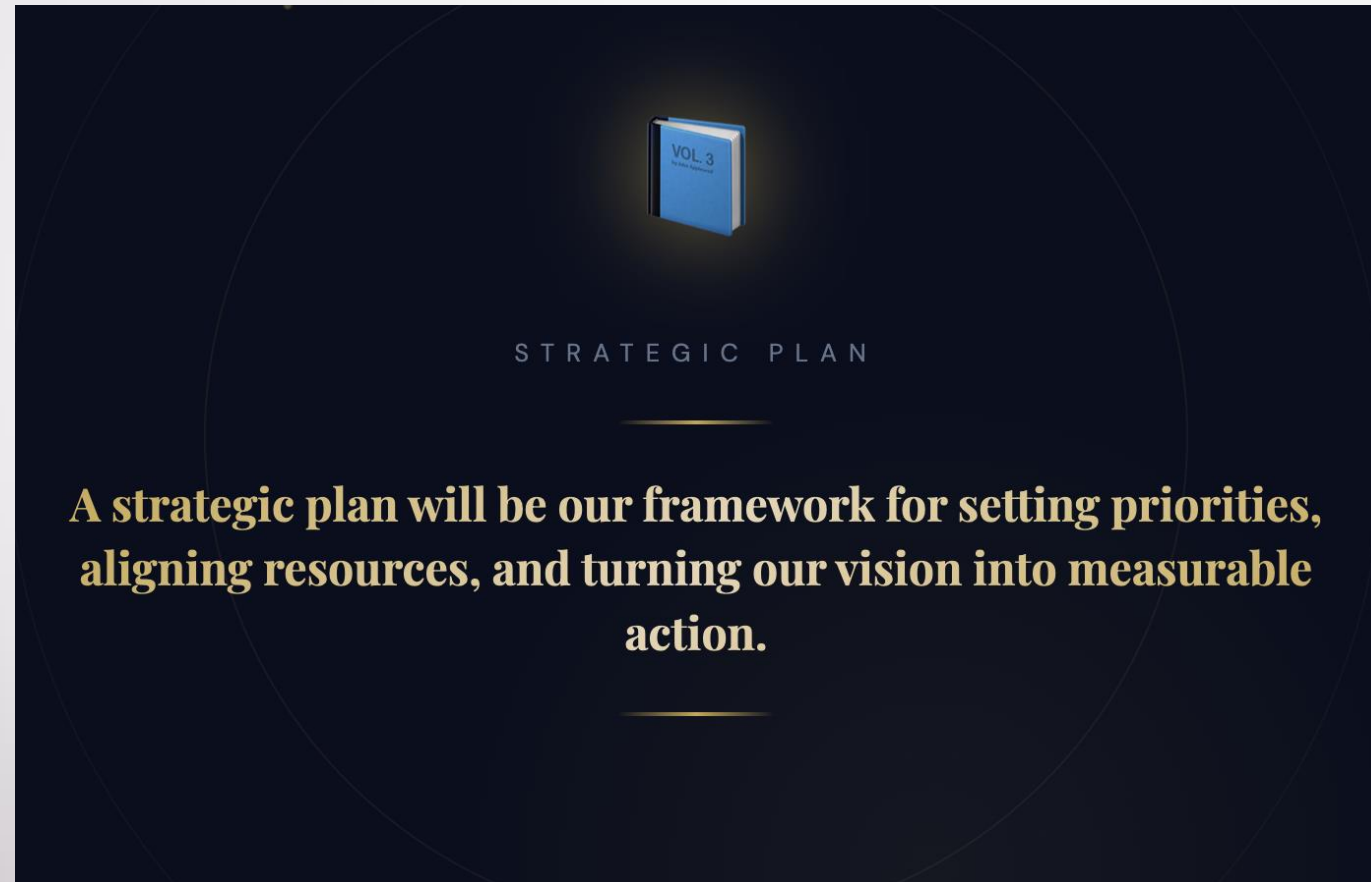 VOL. 3
STRATEGIC PLAN
A strategic plan will be our framework for setting priorities,
aligning resources, and turning our vision into measurable
action.